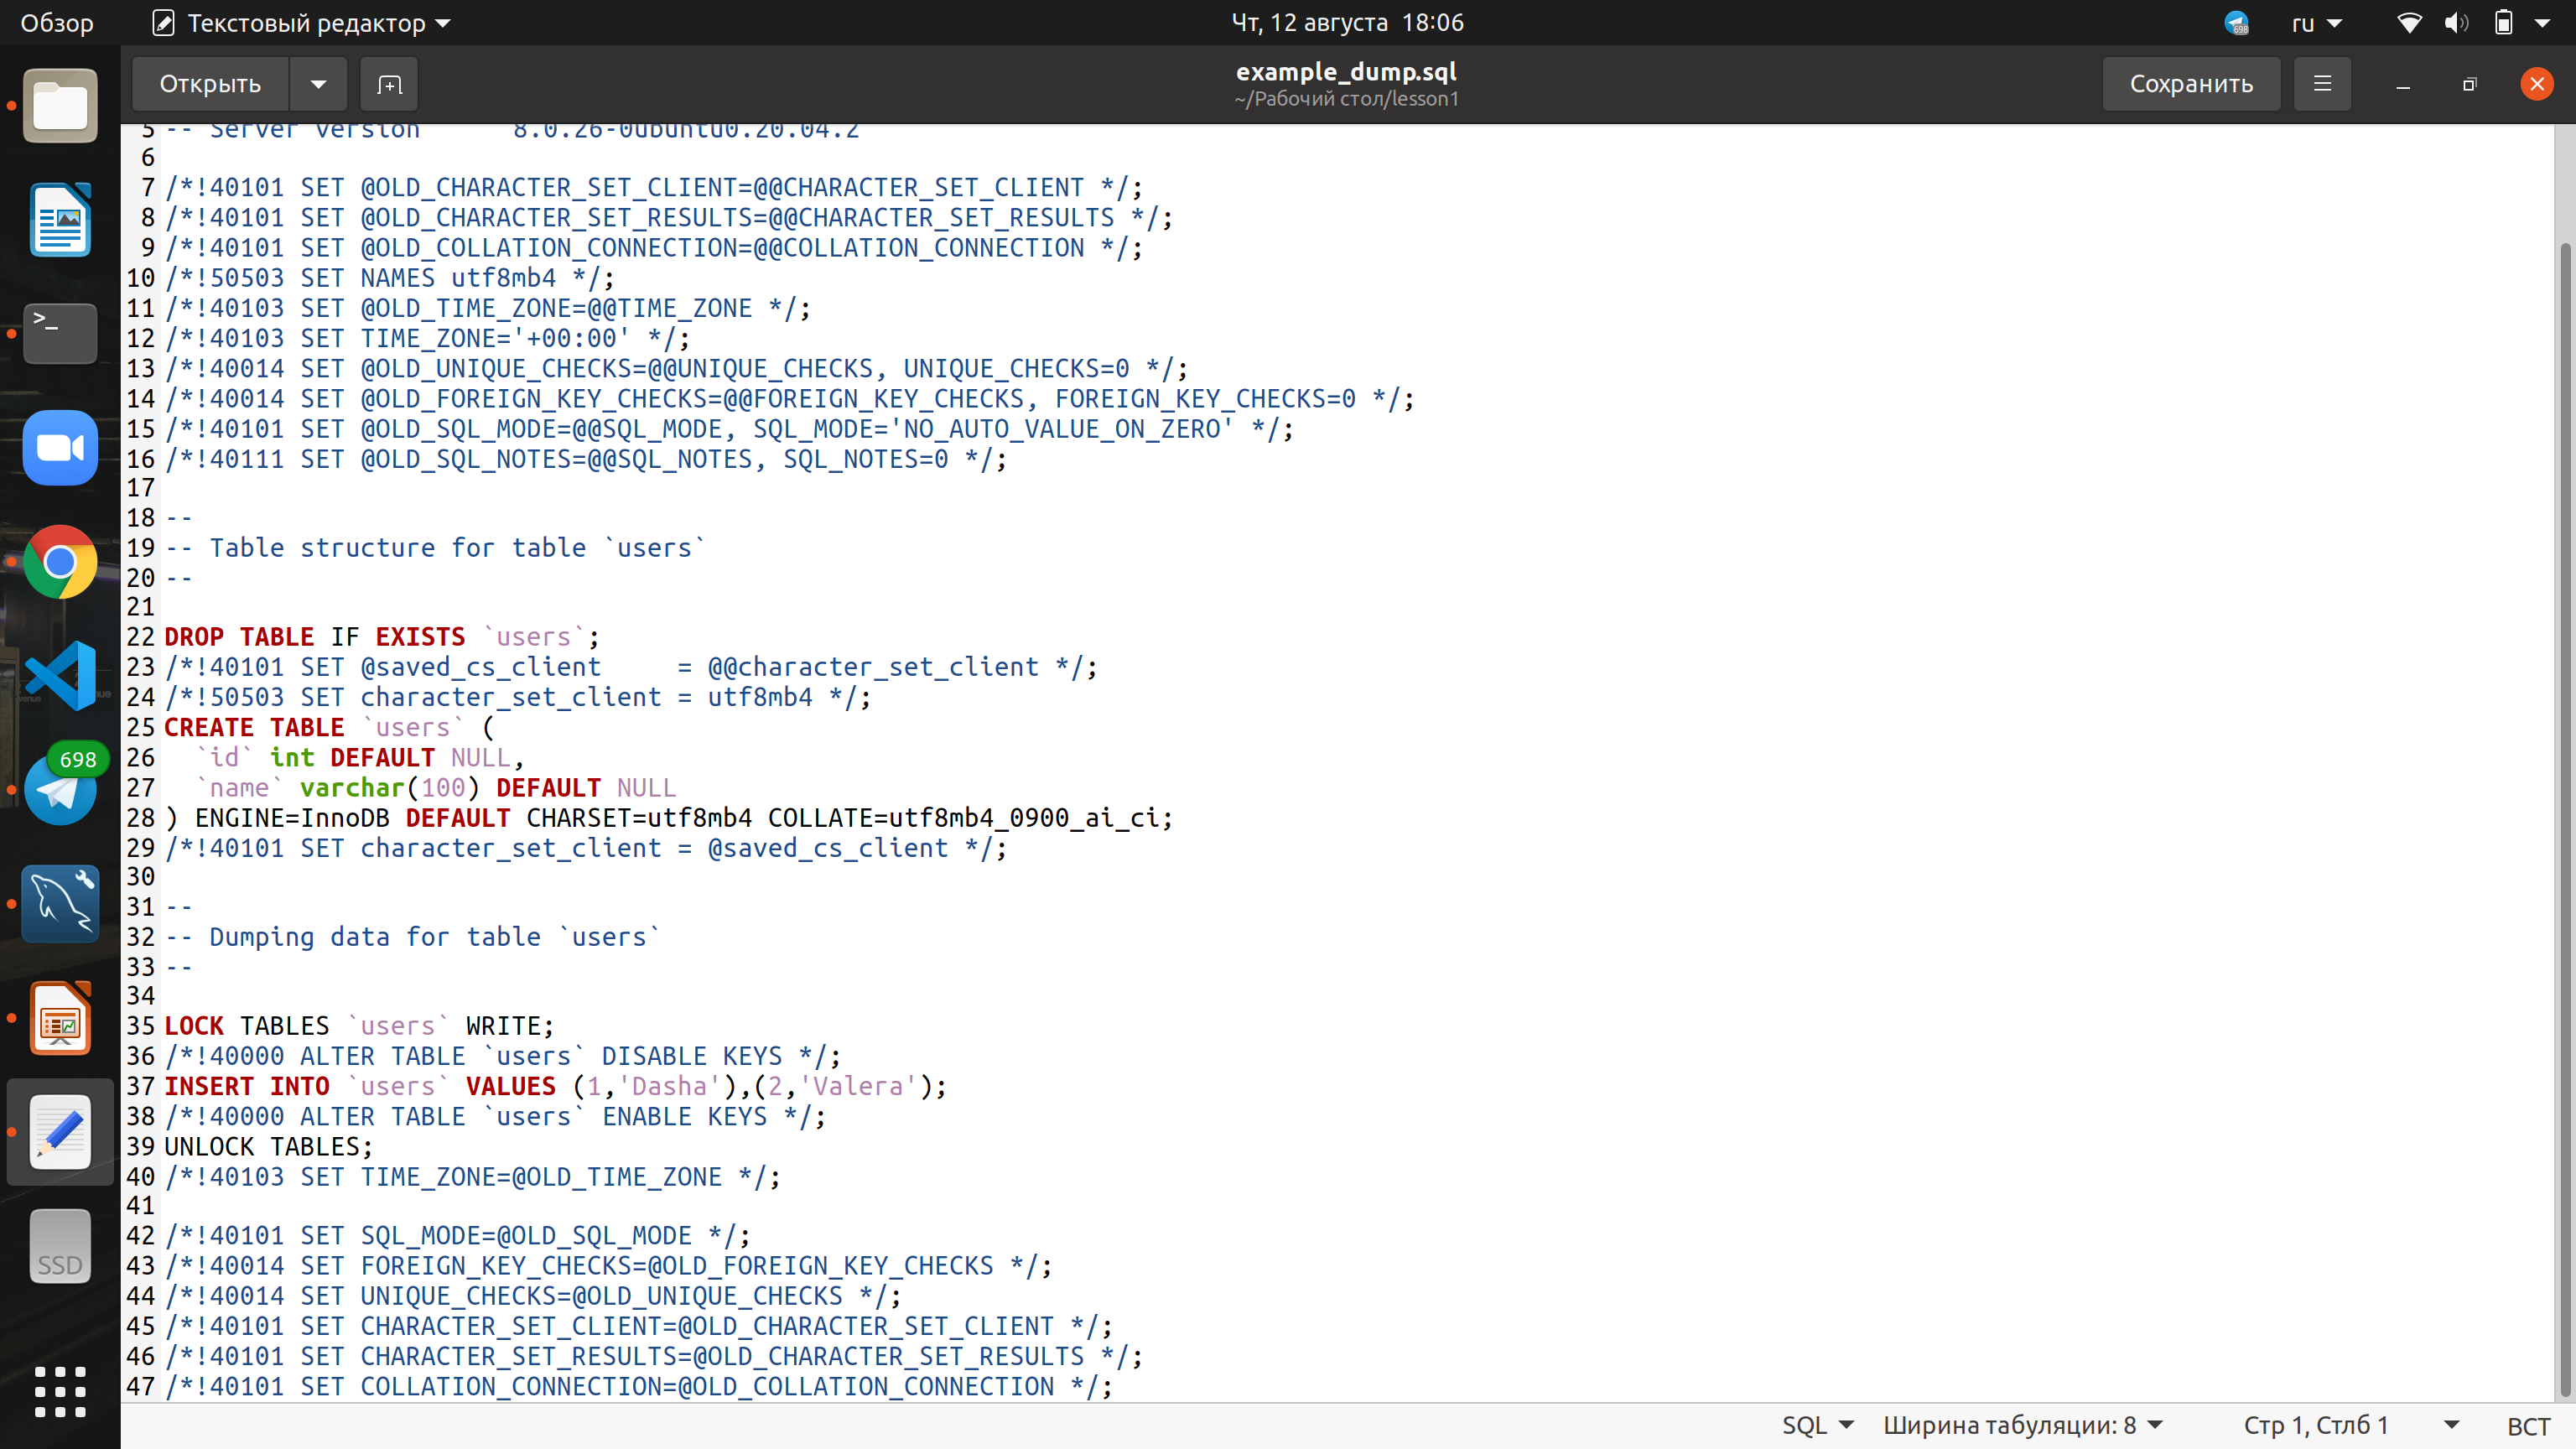 Обзор
Текстовый редактор
Чт, 12 августа 18:06
698
ru
Открыть
example_dump.sql
~/Рабочий стол/lesson1
Сохранить
5 -- Server version      8.0.26-0ubuntu0.20.04.2
6
7 /*!40101 SET @OLD_CHARACTER_SET_CLIENT=@@CHARACTER_SET_CLIENT */;
8 /*!40101 SET @OLD_CHARACTER_SET_RESULTS=@@CHARACTER_SET_RESULTS */;
9 /*!40101 SET @OLD_COLLATION_CONNECTION=@@COLLATION_CONNECTION */;
10 /*!50503 SET NAMES utf8mb4 */;
11 /*!40103 SET @OLD_TIME_ZONE=@@TIME_ZONE */;
12 /*!40103 SET TIME_ZONE='+00:00' */;
13 /*!40014 SET @OLD_UNIQUE_CHECKS=@@UNIQUE_CHECKS, UNIQUE_CHECKS=0 */;
14 /*!40014 SET @OLD_FOREIGN_KEY_CHECKS=@@FOREIGN_KEY_CHECKS, FOREIGN_KEY_CHECKS=0 */;
15 /*!40101 SET @OLD_SQL_MODE=@@SQL_MODE, SQL_MODE='NO_AUTO_VALUE_ON_ZERO' */;
16 /*!40111 SET @OLD_SQL_NOTES=@@SQL_NOTES, SQL_NOTES=0 */;
17
18 --
19 -- Table structure for table `users`
20 --
21
22 DROP TABLE IF EXISTS `users`;
23 /*!40101 SET @saved_cs_client     = @@character_set_client */;
24 /*!50503 SET character_set_client = utf8mb4 */;
25 CREATE TABLE `users` (
26   `id` int DEFAULT NULL,
27   `name` varchar(100) DEFAULT NULL
28 ) ENGINE=InnoDB DEFAULT CHARSET=utf8mb4 COLLATE=utf8mb4_0900_ai_ci;
29 /*!40101 SET character_set_client = @saved_cs_client */;
30
31 --
32 -- Dumping data for table `users`
33 --
34
35 LOCK TABLES `users` WRITE;
36 /*!40000 ALTER TABLE `users` DISABLE KEYS */;
37 INSERT INTO `users` VALUES (1,'Dasha'),(2,'Valera');
38 /*!40000 ALTER TABLE `users` ENABLE KEYS */;
39 UNLOCK TABLES;
40 /*!40103 SET TIME_ZONE=@OLD_TIME_ZONE */;
41
42 /*!40101 SET SQL_MODE=@OLD_SQL_MODE */;
43 /*!40014 SET FOREIGN_KEY_CHECKS=@OLD_FOREIGN_KEY_CHECKS */;
44 /*!40014 SET UNIQUE_CHECKS=@OLD_UNIQUE_CHECKS */;
45 /*!40101 SET CHARACTER_SET_CLIENT=@OLD_CHARACTER_SET_CLIENT */;
46 /*!40101 SET CHARACTER_SET_RESULTS=@OLD_CHARACTER_SET_RESULTS */;
47 /*!40101 SET COLLATION_CONNECTION=@OLD_COLLATION_CONNECTION */;
>_
698
SSD
SQL
Ширина табуляции: 8
Стр 1, Стлб 1
ВСТ